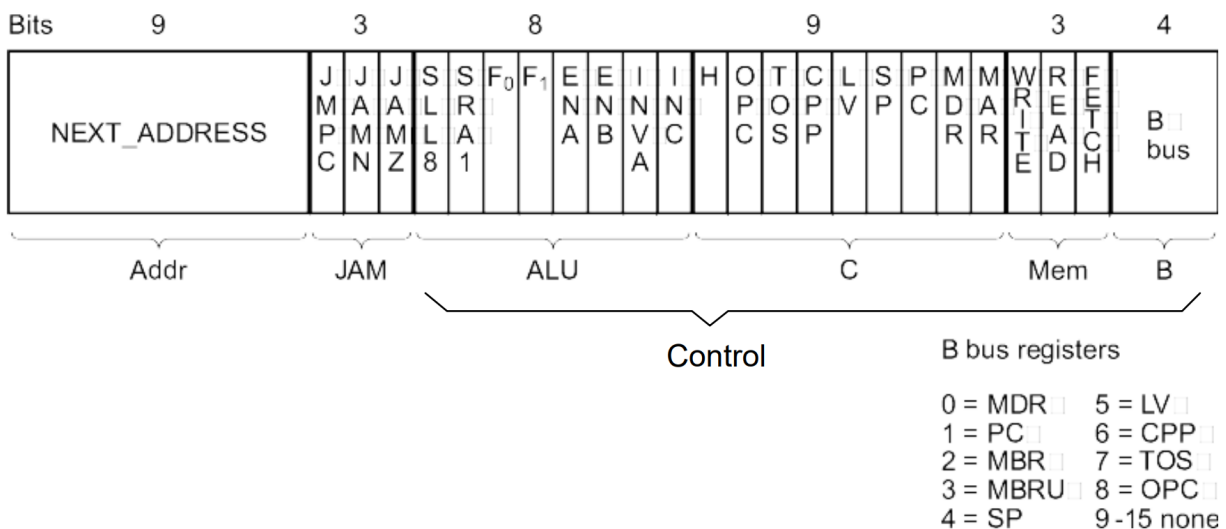 Bits 9 3 8 9 3 4
NEXT_ADDRESS JMPC JAMN JAMZ SLL8 SRA1 F0 F1 ENA ENB INVA INC H OPC TOS CPP LV SP PC MDR MAR WRITE READ FETCH B bus
Addr JAM ALU C Mem B
Control
B bus registers
0 = MDR 5 = LV
1 = PC 6 = CPP
2 = MBR 7 = TOS
3 = MBRU 8 = OPC
4 = SP 9 -15 none